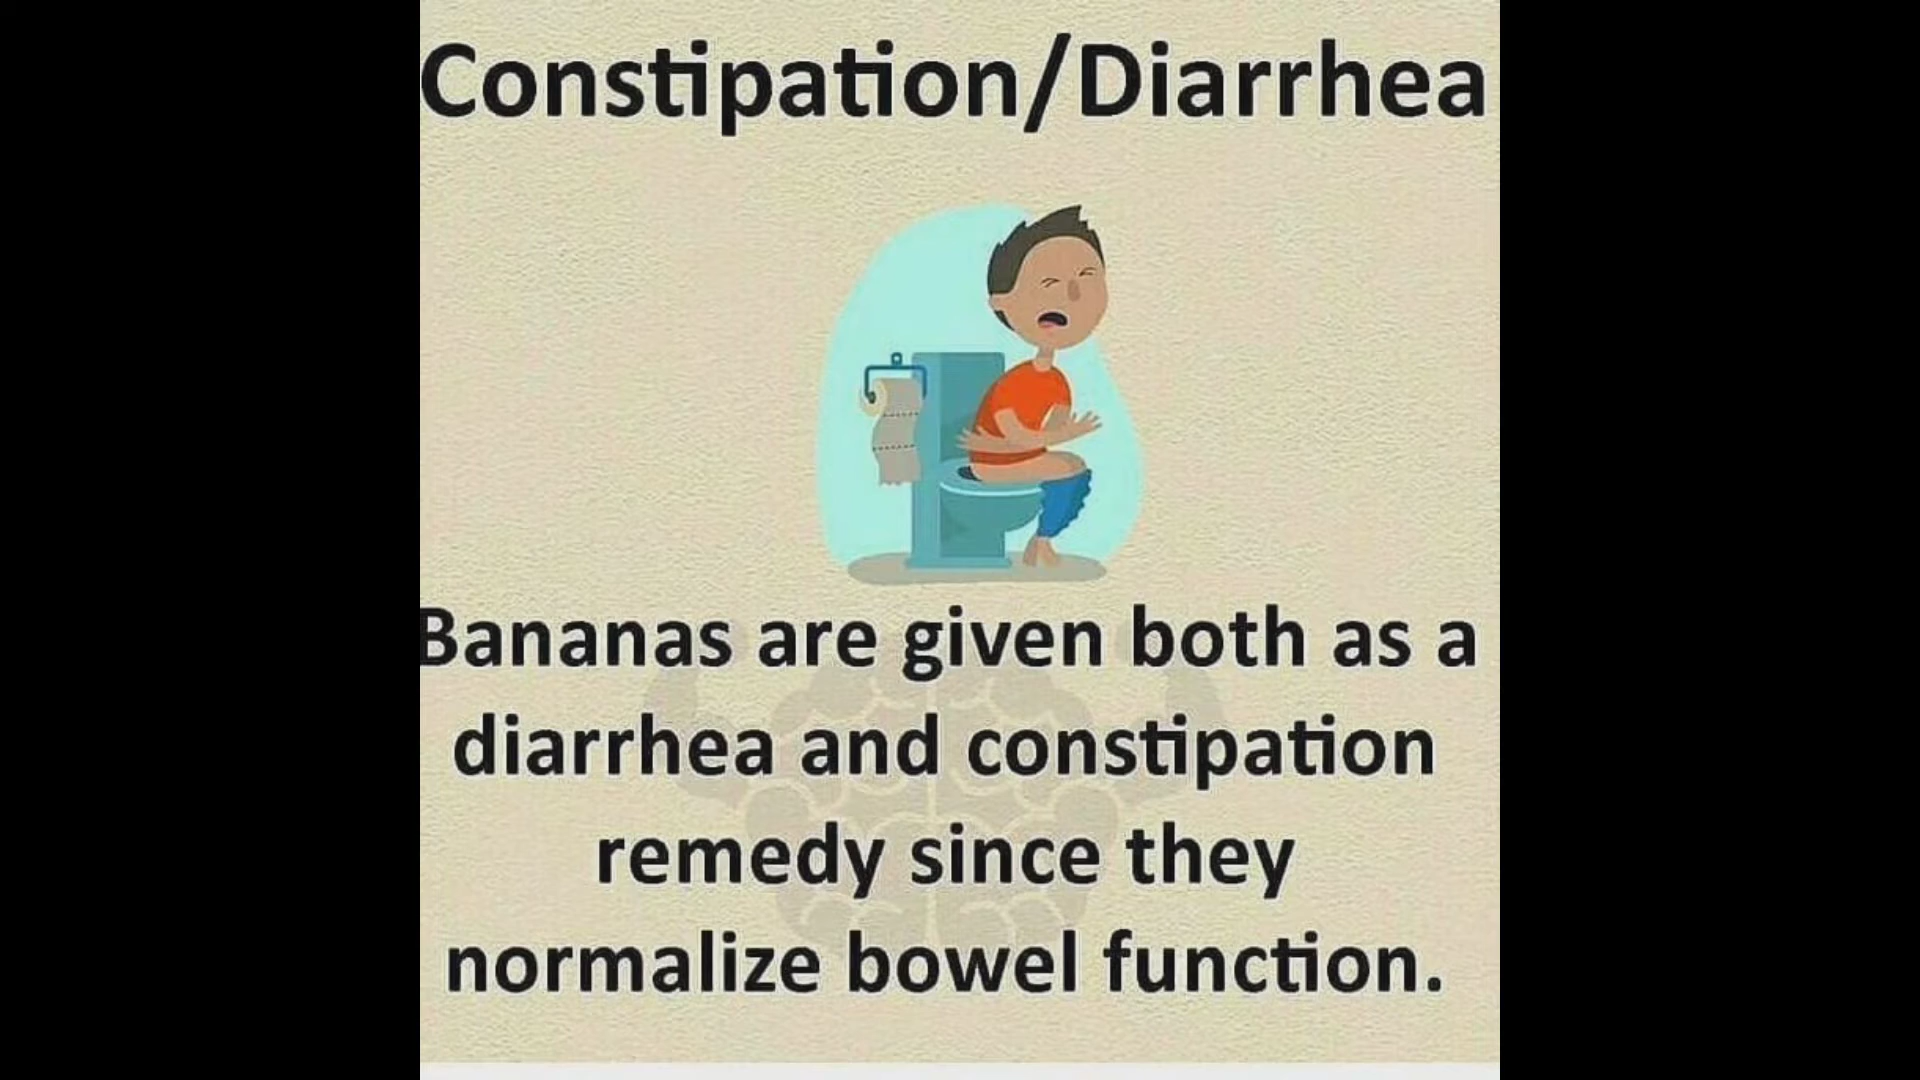 Constipation/Diarrhea
Bananas are given both as a
diarrhea and constipation
remedy since they
normalize bowel function.